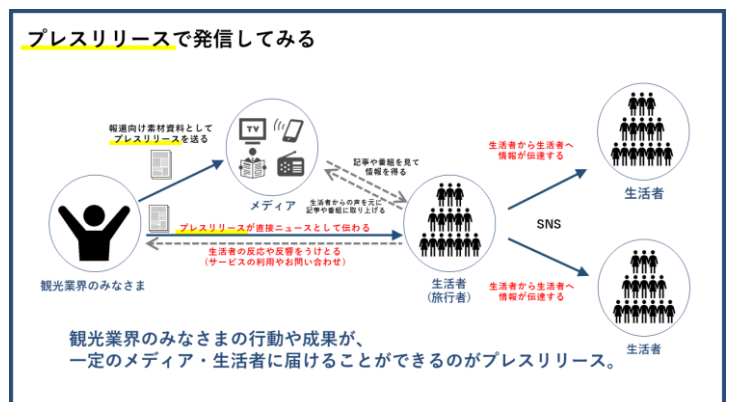 プレスリリースで発信してみる
報道向け素材資料として
プレスリリースを送る
TV
メディア
記事や番組を見て
情報を得る
生活者からの声を元に
記事や番組に取り上げる
プレスリリースが直接ニュースとして伝わる
生活者の反応や反響をうけとる
(サービスの利用やお問い合わせ)
観光業界のみなさま
生活者
(旅行者)
生活者から生活者へ
情報が伝達する
生活者
SNS
生活者から生活者へ
情報が伝達する
生活者
観光業界のみなさまの行動や成果が、
一定のメディア・生活者に届けることができるのがプレスリリース。